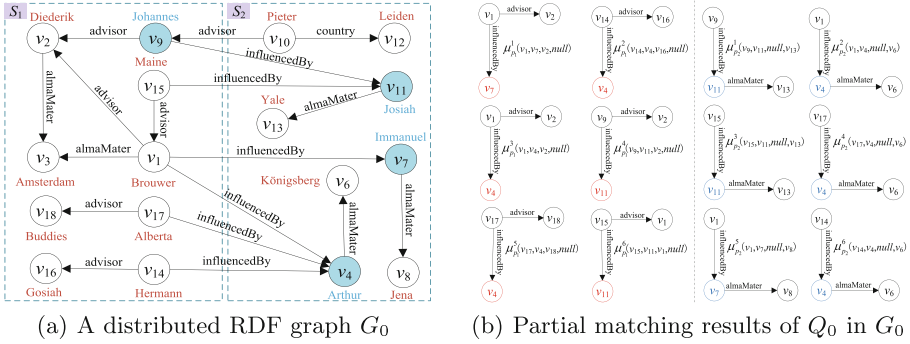 S₁
S₂
Diederik
Johannes
Pieter
Leiden
v₂
advisor
v₉
advisor
v₁₀
country
v₁₂
Maine
influencedBy
v₁₅
influencedBy
v₁₁
almaMater
advisor
advisor
Yale
almaMater
Josiah
v₁₃
Immanuel
v₃
almaMater
v₁
influencedBy
v₇
Amsterdam
Brouwer
Königsberg
v₆
influencedBy
almaMater
almaMater
v₁₈
advisor
v₁₇
influencedBy
Buddies
Alberta
v₁₆
advisor
v₁₄
influencedBy
v₄
v₈
Gosiah
Hermann
Arthur
Jena
(a) A distributed RDF graph G₀
v₁ advisor v₂
influencedBy
μ¹ₚ₁(v₁,v₇,v₂,null)
v₇
v₁₄ advisor v₁₆
influencedBy
μ²ₚ₁(v₁₄,v₄,v₁₆,null)
v₄
v₉
influencedBy
μ¹ₚ₂(v₉,v₁₁,null,v₁₃)
v₁₁ almaMater v₁₃
v₁
influencedBy
μ²ₚ₂(v₁,v₄,null,v₆)
v₄ almaMater v₆
v₁ advisor v₂
influencedBy
μ³ₚ₁(v₁,v₄,v₂,null)
v₄
v₉ advisor v₂
influencedBy
μ⁴ₚ₁(v₉,v₁₁,v₂,null)
v₁₁
v₁₅
influencedBy
μ³ₚ₂(v₁₅,v₁₁,null,v₁₃)
v₁₁ almaMater v₁₃
v₁₇
influencedBy
μ⁴ₚ₂(v₁₇,v₄,null,v₆)
v₄ almaMater v₆
v₁₇ advisor v₁₈
influencedBy
μ⁵ₚ₁(v₁₇,v₄,v₁₈,null)
v₄
v₁₅ advisor v₁
influencedBy
μ⁶ₚ₁(v₁₅,v₁₁,v₁,null)
v₁₁
v₁
influencedBy
μ⁵ₚ₂(v₁,v₇,null,v₈)
v₇ almaMater v₈
v₁₄
influencedBy
μ⁶ₚ₂(v₁₄,v₄,null,v₆)
v₄ almaMater v₆
(b) Partial matching results of Q₀ in G₀